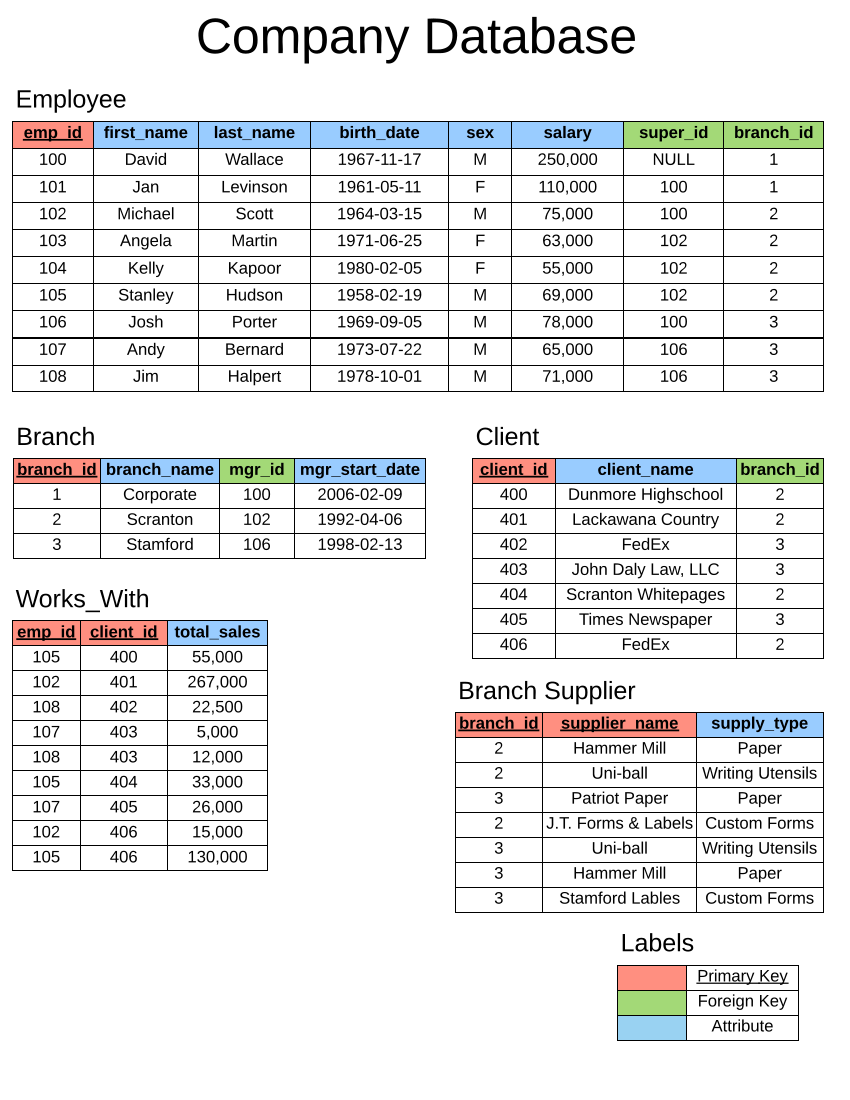 Company Database
Employee
emp_id first_name last_name birth_date sex salary super_id branch_id
100 David Wallace 1967-11-17 M 250,000 NULL 1
101 Jan Levinson 1961-05-11 F 110,000 100 1
102 Michael Scott 1964-03-15 M 75,000 100 2
103 Angela Martin 1971-06-25 F 63,000 102 2
104 Kelly Kapoor 1980-02-05 F 55,000 102 2
105 Stanley Hudson 1958-02-19 M 69,000 102 2
106 Josh Porter 1969-09-05 M 78,000 100 3
107 Andy Bernard 1973-07-22 M 65,000 106 3
108 Jim Halpert 1978-10-01 M 71,000 106 3
Branch
branch_id branch_name mgr_id mgr_start_date
1 Corporate 100 2006-02-09
2 Scranton 102 1992-04-06
3 Stamford 106 1998-02-13
Client
client_id client_name branch_id
400 Dunmore Highschool 2
401 Lackawana Country 2
402 FedEx 3
403 John Daly Law, LLC 3
404 Scranton Whitepages 2
405 Times Newspaper 3
406 FedEx 2
Works_With
emp_id client_id total_sales
105 400 55,000
102 401 267,000
108 402 22,500
107 403 5,000
108 403 12,000
105 404 33,000
107 405 26,000
102 406 15,000
105 406 130,000
Branch Supplier
branch_id supplier_name supply_type
2 Hammer Mill Paper
2 Uni-ball Writing Utensils
3 Patriot Paper Paper
2 J.T. Forms & Labels Custom Forms
3 Uni-ball Writing Utensils
3 Hammer Mill Paper
3 Stamford Lables Custom Forms
Labels
Primary Key
Foreign Key
Attribute